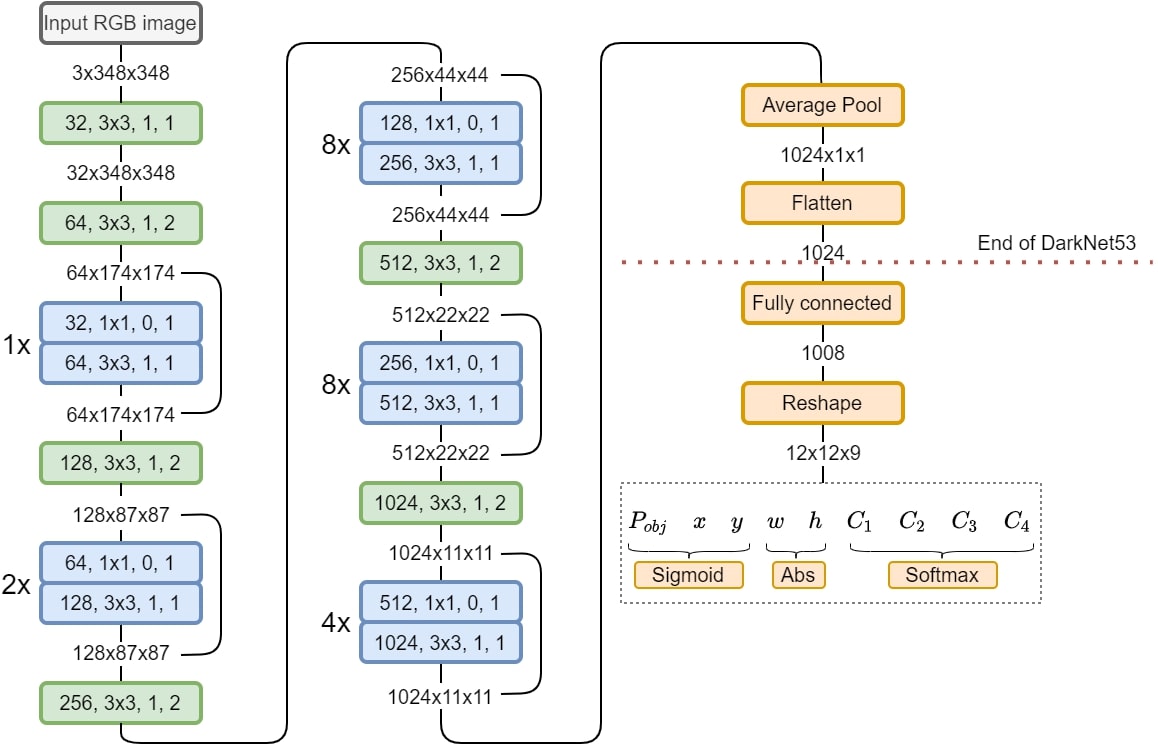 Input RGB image
3x348x348
32, 3x3, 1, 1
32x348x348
64, 3x3, 1, 2
64x174x174
1x
32, 1x1, 0, 1
64, 3x3, 1, 1
64x174x174
128, 3x3, 1, 2
128x87x87
2x
64, 1x1, 0, 1
128, 3x3, 1, 1
128x87x87
256, 3x3, 1, 2
256x44x44
8x
128, 1x1, 0, 1
256, 3x3, 1, 1
256x44x44
512, 3x3, 1, 2
512x22x22
8x
256, 1x1, 0, 1
512, 3x3, 1, 1
512x22x22
1024, 3x3, 1, 2
1024x11x11
4x
512, 1x1, 0, 1
1024, 3x3, 1, 1
1024x11x11
Average Pool
1024x1x1
Flatten
1024
End of DarkNet53
Fully connected
1008
Reshape
12x12x9
P_obj x y w h C_1 C_2 C_3 C_4
Sigmoid Abs Softmax